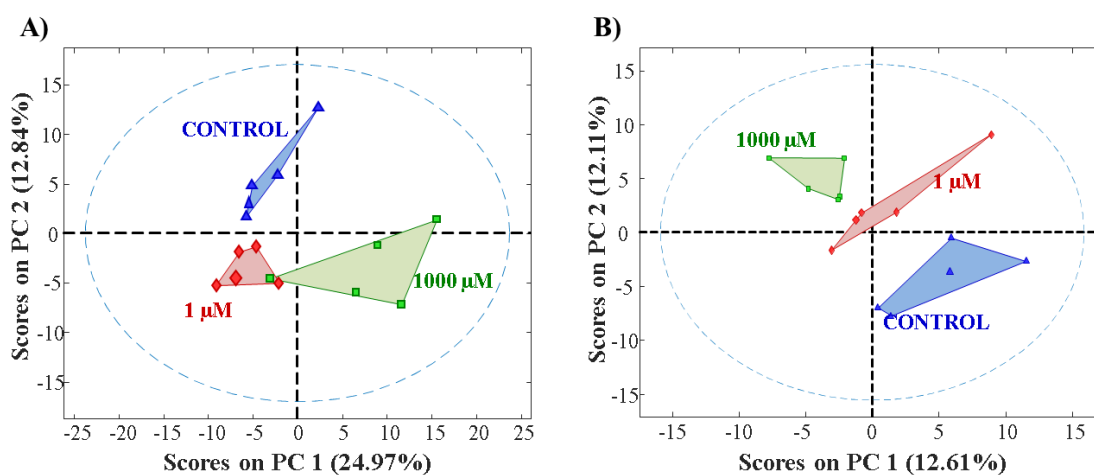 A)
Scores on PC 2 (12.84%)
15
10
5
0
-5
-10
-15
CONTROL
1 µM
1000 µM
-25 -20 -15 -10 -5 0 5 10 15 20 25
Scores on PC 1 (24.97%)
B)
Scores on PC 2 (12.11%)
15
10
5
0
-5
-10
-15
1000 µM
1 µM
CONTROL
-15 -10 -5 0 5 10 15
Scores on PC 1 (12.61%)